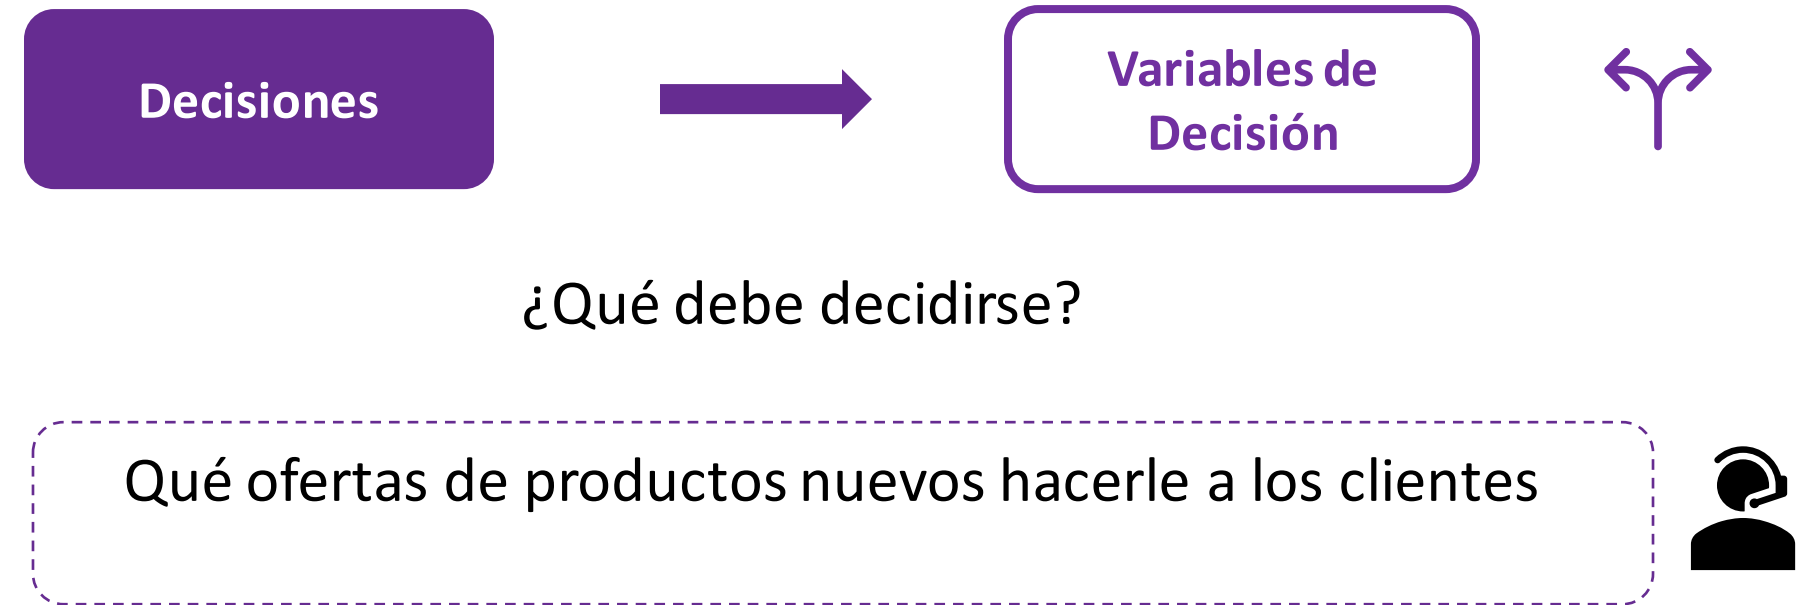 Decisiones
Variables de
Decisión
¿Qué debe decidirse?
Qué ofertas de productos nuevos hacerle a los clientes